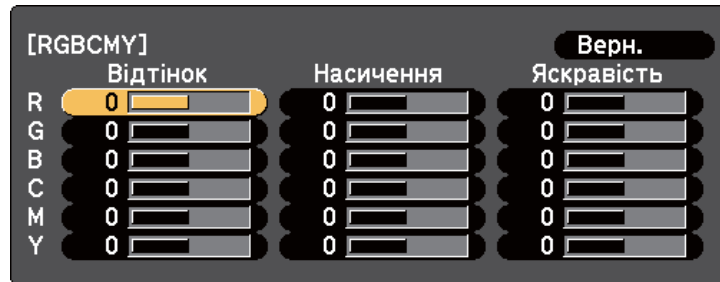 [RGBCMY] Верн.
Відтінок Насичення Яскравість
R 0 0 0
G 0 0 0
B 0 0 0
C 0 0 0
M 0 0 0
Y 0 0 0